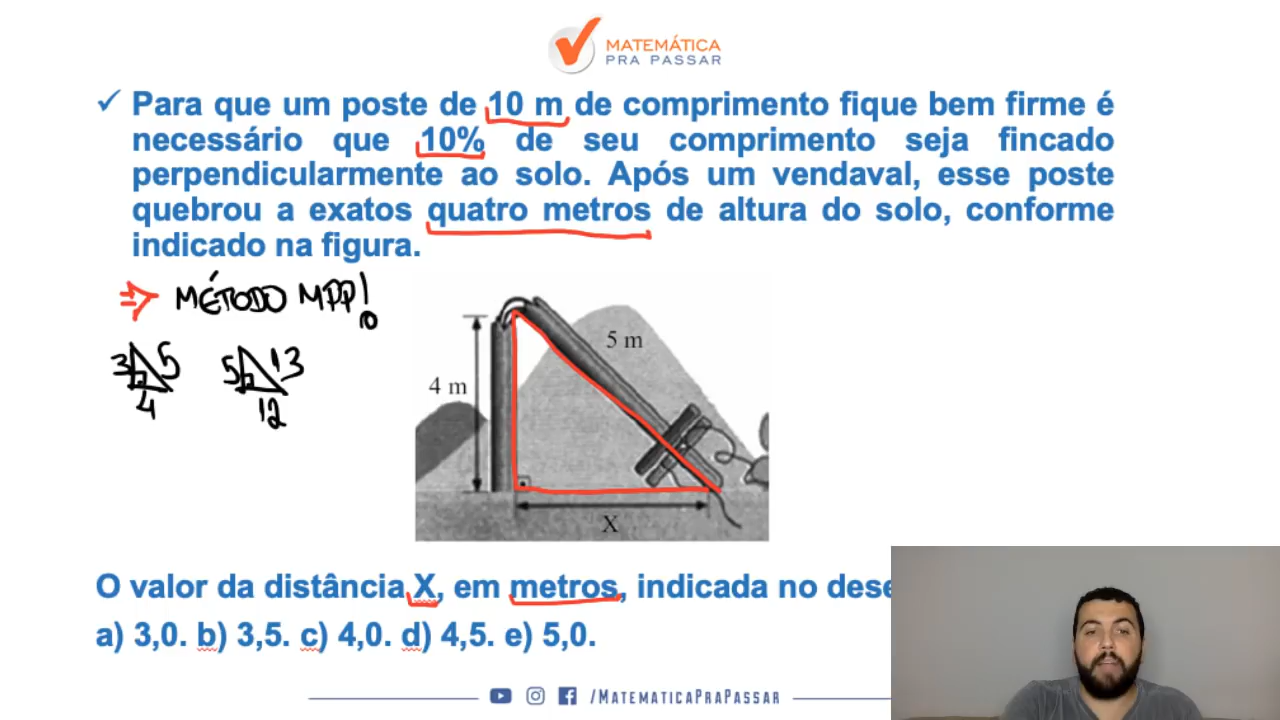 MATEMÁTICA
PRA PASSAR
✓ Para que um poste de 10 m de comprimento fique bem firme é
necessário que 10% de seu comprimento seja fincado
perpendicularmente ao solo. Após um vendaval, esse poste
quebrou a exatos quatro metros de altura do solo, conforme
indicado na figura.
⇒ MÉTODO MPP!
3 5 5 13
4 12
5 m
4 m
X
O valor da distância X, em metros, indicada no dese
a) 3,0. b) 3,5. c) 4,0. d) 4,5. e) 5,0.
/MATEMATICAPRAPASSAR